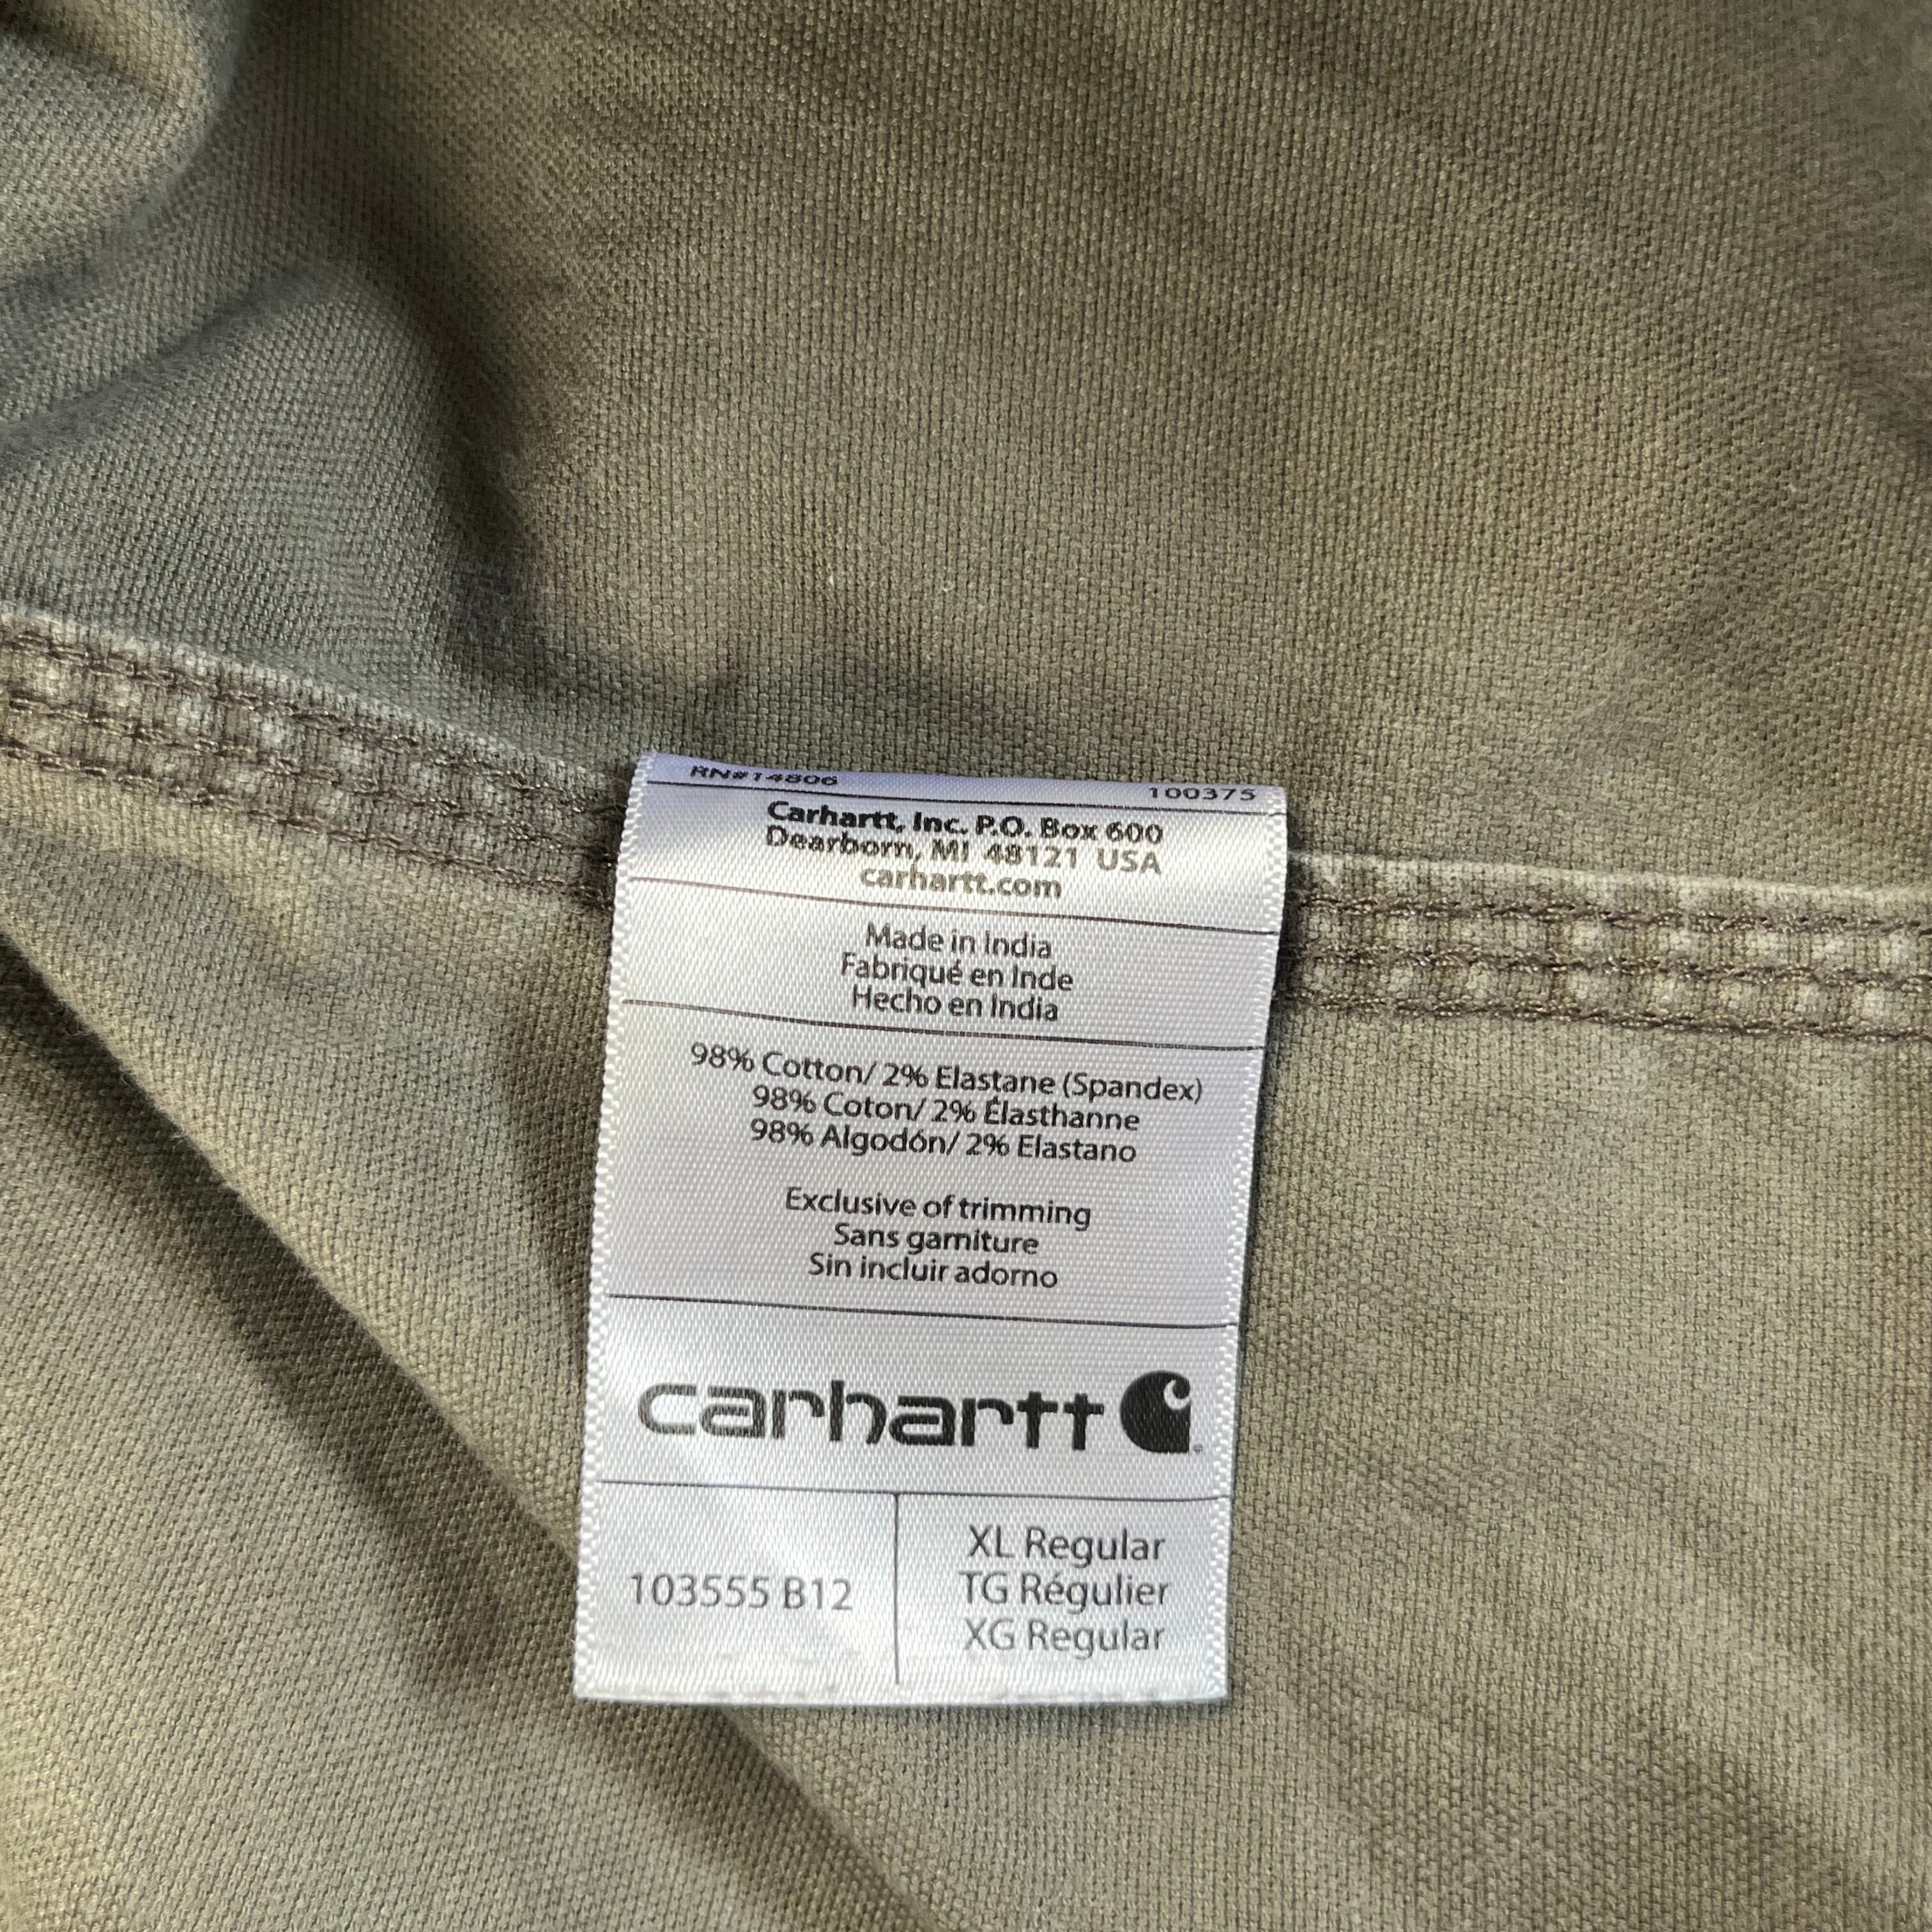 RN#14806 100375
Carhartt, Inc. P.O. Box 600
Dearborn, MI 48121 USA
carhartt.com
Made in India
Fabriqué en Inde
Hecho en India
98% Cotton/ 2% Elastane (Spandex)
98% Coton/ 2% Élasthanne
98% Algodón/ 2% Elastano
Exclusive of trimming
Sans garniture
Sin incluir adorno
carhartt
103555 B12
XL Regular
TG Régulier
XG Regular